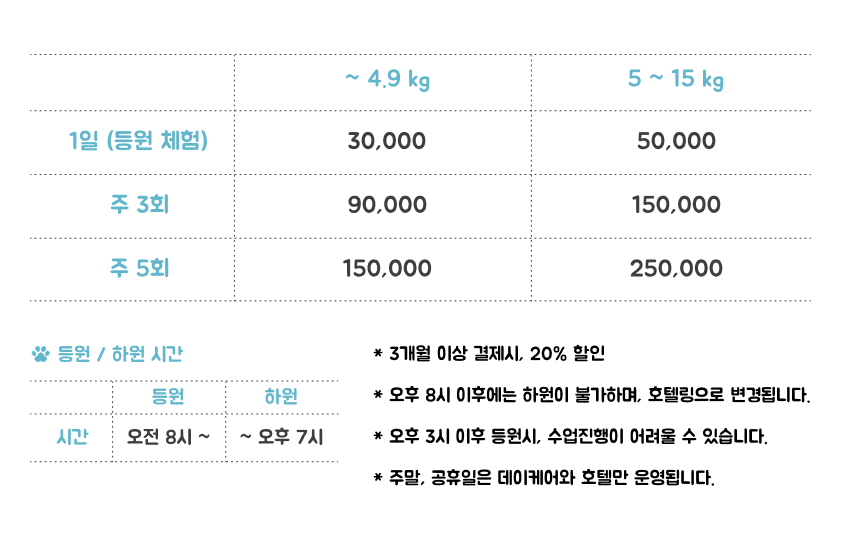 ~ 4.9 kg 5 ~ 15 kg
1일 (등원 체험) 30,000 50,000
주 3회 90,000 150,000
주 5회 150,000 250,000
등원 / 하원 시간
등원 하원
시간 오전 8시 ~ ~ 오후 7시
* 3개월 이상 결제시, 20% 할인
* 오후 8시 이후에는 하원이 불가하며, 호텔링으로 변경됩니다.
* 오후 3시 이후 등원시, 수업진행이 어려울 수 있습니다.
* 주말, 공휴일은 데이케어와 호텔만 운영됩니다.